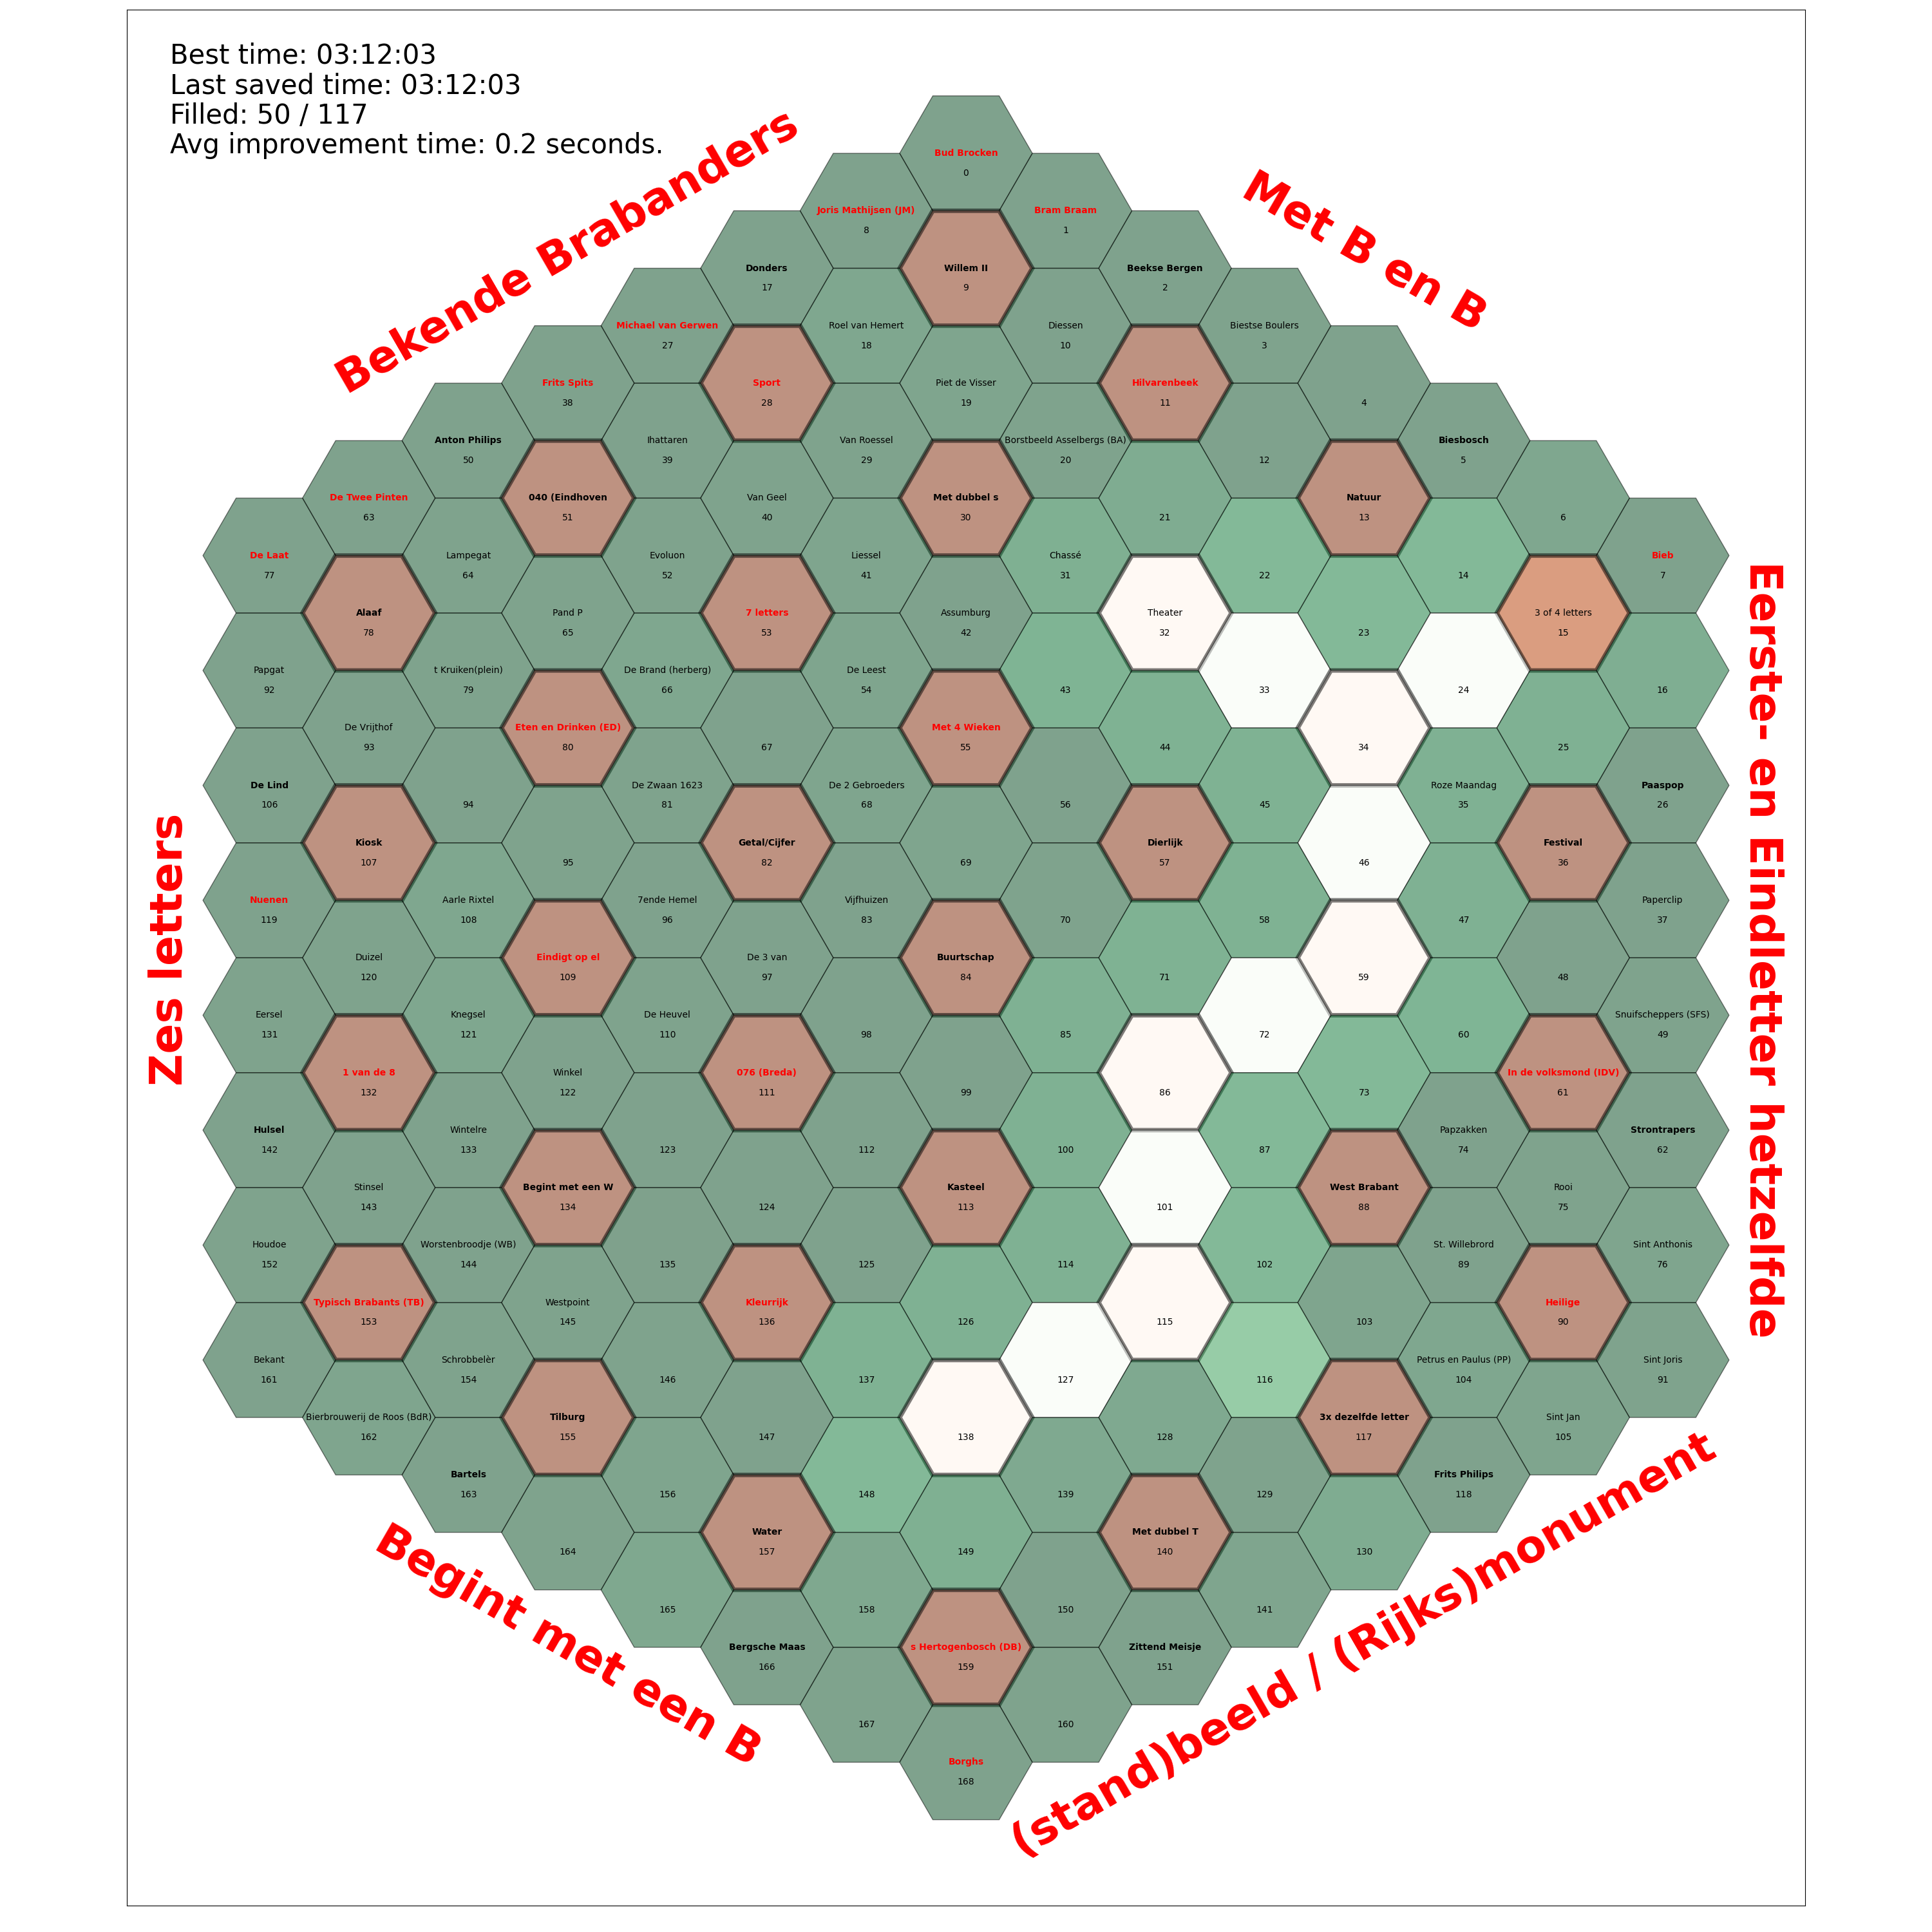 Best time: 03:12:03
Last saved time: 03:12:03
Filled: 50 / 117
Avg improvement time: 0.2 seconds.
Bekende Brabanders
Met B en B
Eerste- en Eindletter hetzelfde
(stand)beeld / (Rijks)monument
Begint met een B
Zes letters
Bud Brocken
0
Joris Mathijsen (JM)
8
Bram Braam
1
Donders
17
Willem II
9
Beekse Bergen
2
Michael van Gerwen
27
Roel van Hemert
18
Diessen
10
Biestse Boulers
3
Frits Spits
38
Sport
28
Piet de Visser
19
Hilvarenbeek
11
4
Anton Philips
50
Ihattaren
39
Van Roessel
29
Borstbeeld Asselbergs (BA)
20
12
Biesbosch
5
De Twee Pinten
63
040 (Eindhoven
51
Van Geel
40
Met dubbel s
30
21
Natuur
13
6
De Laat
77
Lampegat
64
Evoluon
52
Liessel
41
Chassé
31
22
14
Bieb
7
Alaaf
78
Pand P
65
7 letters
53
Assumburg
42
Theater
32
23
3 of 4 letters
15
Papgat
92
t Kruiken(plein)
79
De Brand (herberg)
66
De Leest
54
43
33
24
16
De Vrijthof
93
Eten en Drinken (ED)
80
67
Met 4 Wieken
55
44
34
25
De Lind
106
94
De Zwaan 1623
81
De 2 Gebroeders
68
56
45
Roze Maandag
35
Paaspop
26
Kiosk
107
95
Getal/Cijfer
82
69
Dierlijk
57
46
Festival
36
Nuenen
119
Aarle Rixtel
108
7ende Hemel
96
Vijfhuizen
83
70
58
47
Paperclip
37
Duizel
120
Eindigt op el
109
De 3 van
97
Buurtschap
84
71
59
48
Eersel
131
Knegsel
121
De Heuvel
110
98
85
72
60
Snuifscheppers (SFS)
49
1 van de 8
132
Winkel
122
076 (Breda)
111
99
86
73
In de volksmond (IDV)
61
Hulsel
142
Wintelre
133
123
112
100
87
Papzakken
74
Strontrapers
62
Stinsel
143
Begint met een W
134
124
Kasteel
113
101
West Brabant
88
Rooi
75
Houdoe
152
Worstenbroodje (WB)
144
135
125
114
102
St. Willebrord
89
Sint Anthonis
76
Typisch Brabants (TB)
153
Westpoint
145
Kleurrijk
136
126
115
103
Heilige
90
Bekant
161
Schrobbelèr
154
146
137
127
116
Petrus en Paulus (PP)
104
Sint Joris
91
Bierbrouwerij de Roos (BdR)
162
Tilburg
155
147
138
128
3x dezelfde letter
117
Sint Jan
105
Bartels
163
156
148
139
129
Frits Philips
118
164
Water
157
149
Met dubbel T
140
130
165
158
150
141
Bergsche Maas
166
s Hertogenbosch (DB)
159
Zittend Meisje
151
167
160
Borghs
168